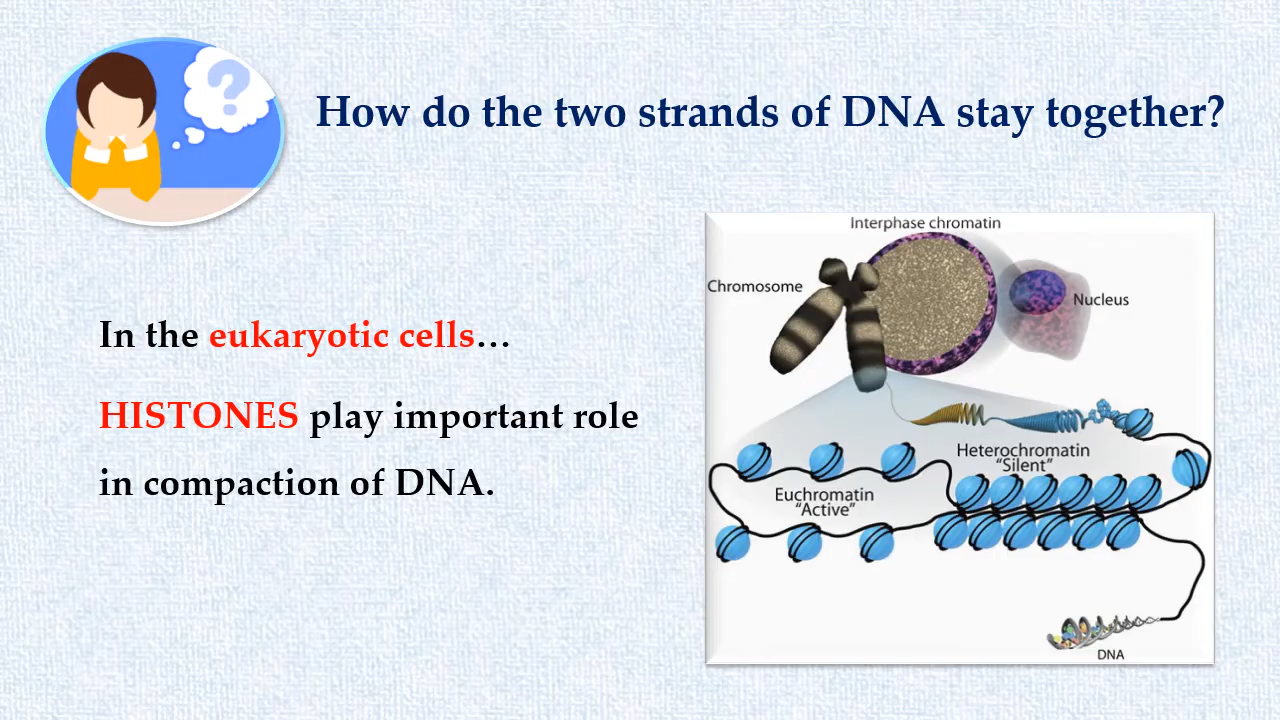 How do the two strands of DNA stay together?
In the eukaryotic cells…
HISTONES play important role
in compaction of DNA.
Interphase chromatin
Chromosome
Nucleus
Heterochromatin
“Silent”
Euchromatin
“Active”
DNA
?